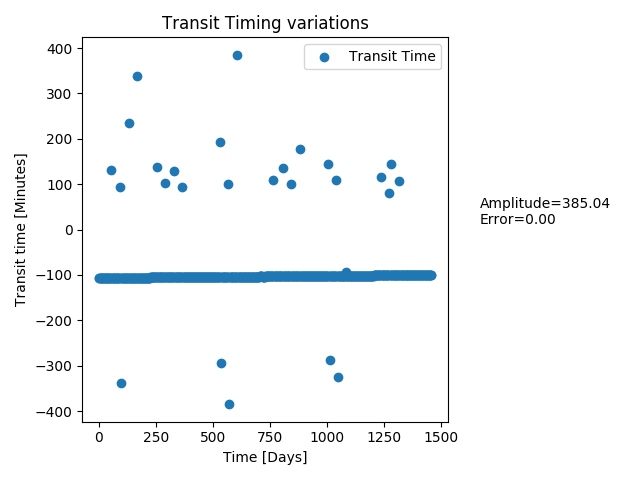 Transit Timing variations
Transit Time
400
300
200
100
0
−100
−200
−300
−400
Transit time [Minutes]
Amplitude=385.04
Error=0.00
0 250 500 750 1000 1250 1500
Time [Days]